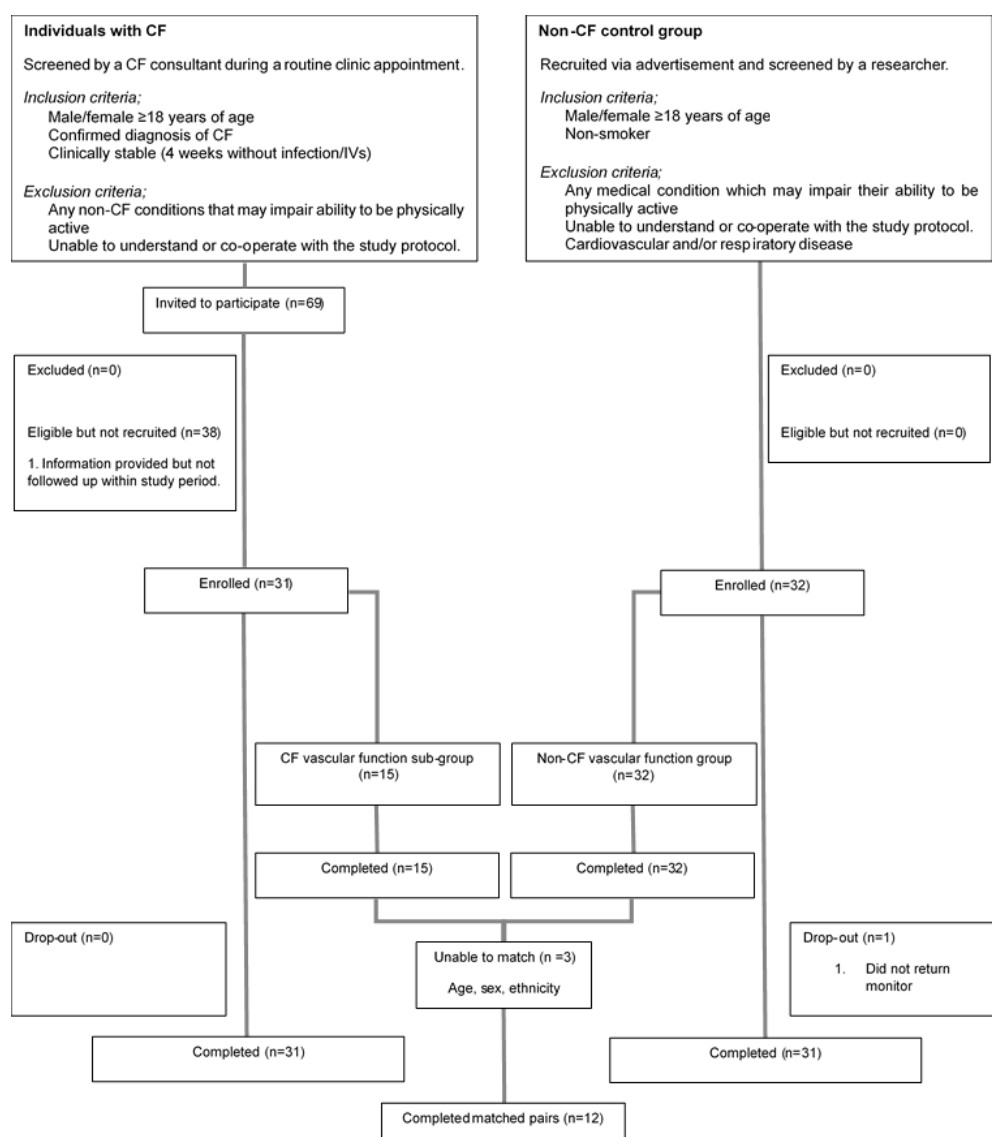 Individuals with CF
Screened by a CF consultant during a routine clinic appointment.
Inclusion criteria;
Male/female ≥18 years of age
Confirmed diagnosis of CF
Clinically stable (4 weeks without infection/IVs)
Exclusion criteria;
Any non-CF conditions that may impair ability to be physically
active
Unable to understand or co-operate with the study protocol.
Non-CF control group
Recruited via advertisement and screened by a researcher.
Inclusion criteria;
Male/female ≥18 years of age
Non-smoker
Exclusion criteria;
Any medical condition which may impair their ability to be
physically active
Unable to understand or co-operate with the study protocol.
Cardiovascular and/or respiratory disease
Invited to participate (n=69)
Excluded (n=0)
Eligible but not recruited (n=38)
1. Information provided but not
followed up within study period.
Excluded (n=0)
Eligible but not recruited (n=0)
Enrolled (n=31)
Enrolled (n=32)
CF vascular function sub-group
(n=15)
Non-CF vascular function group
(n=32)
Completed (n=15)
Completed (n=32)
Drop-out (n=0)
Unable to match (n =3)
Age, sex, ethnicity
Drop-out (n=1)
1. Did not return
monitor
Completed (n=31)
Completed (n=31)
Completed matched pairs (n=12)